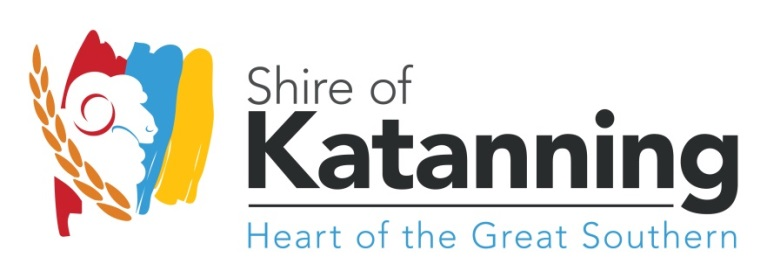 Shire of
Katanning
Heart of the Great Southern